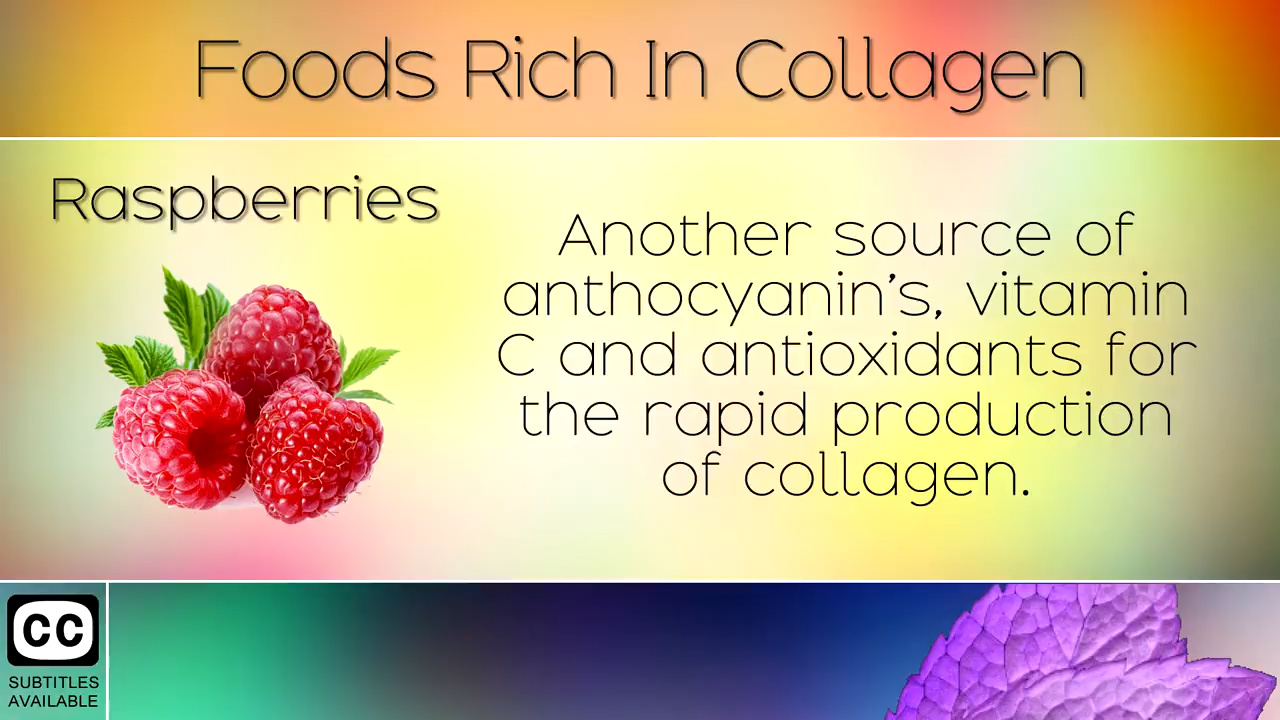 Foods Rich In Collagen
Raspberries
Another source of
anthocyanin's, vitamin
C and antioxidants for
the rapid production
of collagen.
CC
SUBTITLES
AVAILABLE